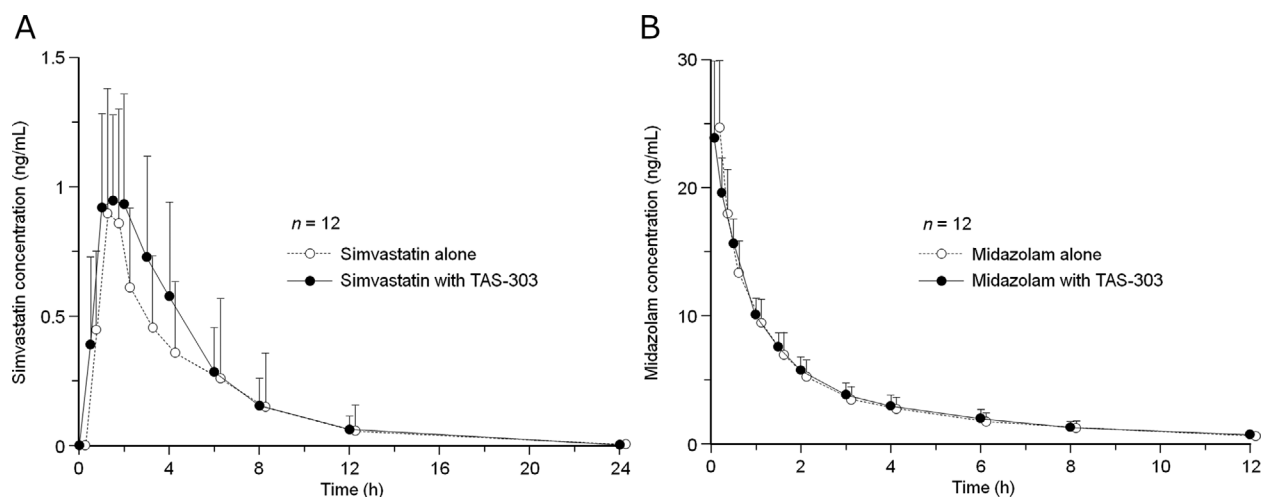 A
Simvastatin concentration (ng/mL)
1.5
1
0.5
0
n = 12
Simvastatin alone
Simvastatin with TAS-303
0 4 8 12 16 20 24
Time (h)
B
Midazolam concentration (ng/mL)
30
20
10
0
n = 12
Midazolam alone
Midazolam with TAS-303
0 2 4 6 8 10 12
Time (h)